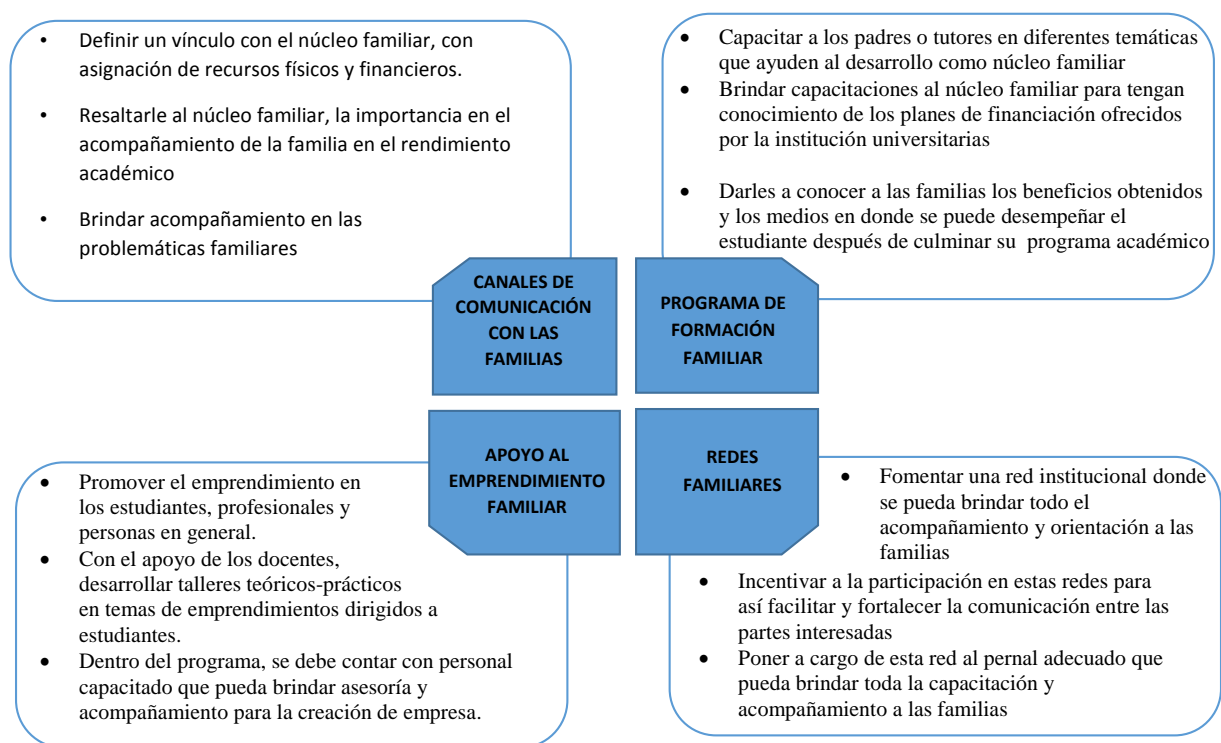 • Definir un vínculo con el núcleo familiar, con
asignación de recursos físicos y financieros.
• Resaltarle al núcleo familiar, la importancia en el
acompañamiento de la familia en el rendimiento
académico
• Brindar acompañamiento en las
problemáticas familiares
• Capacitar a los padres o tutores en diferentes temáticas
que ayuden al desarrollo como núcleo familiar
• Brindar capacitaciones al núcleo familiar para tengan
conocimiento de los planes de financiación ofrecidos
por la institución universitarias
• Darles a conocer a las familias los beneficios obtenidos
y los medios en donde se puede desempeñar el
estudiante después de culminar su programa académico
CANALES DE
COMUNICACIÓN
CON LAS
FAMILIAS
PROGRAMA DE
FORMACIÓN
FAMILIAR
APOYO AL
EMPRENDIMIENTO
FAMILIAR
REDES
FAMILIARES
• Promover el emprendimiento en
los estudiantes, profesionales y
personas en general.
• Con el apoyo de los docentes,
desarrollar talleres teóricos-prácticos
en temas de emprendimientos dirigidos a
estudiantes.
• Dentro del programa, se debe contar con personal
capacitado que pueda brindar asesoría y
acompañamiento para la creación de empresa.
• Fomentar una red institucional donde
se pueda brindar todo el
acompañamiento y orientación a las
familias
• Incentivar a la participación en estas redes para
así facilitar y fortalecer la comunicación entre las
partes interesadas
• Poner a cargo de esta red al pernal adecuado que
pueda brindar toda la capacitación y
acompañamiento a las familias